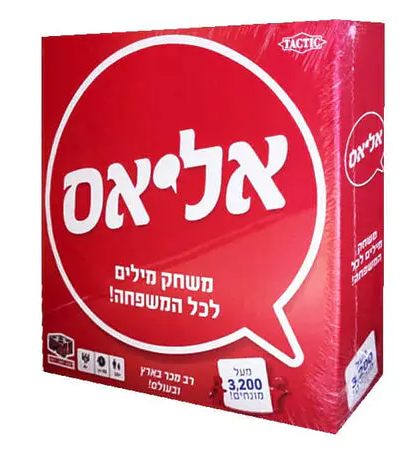 TACTIC
אליאס
משחק מילים
לכל המשפחה!
רב מכר בארץ
ובעולם!
מעל
3,200
מונחים!
אליאס
משחק
מילים
לכל
המשפחה!